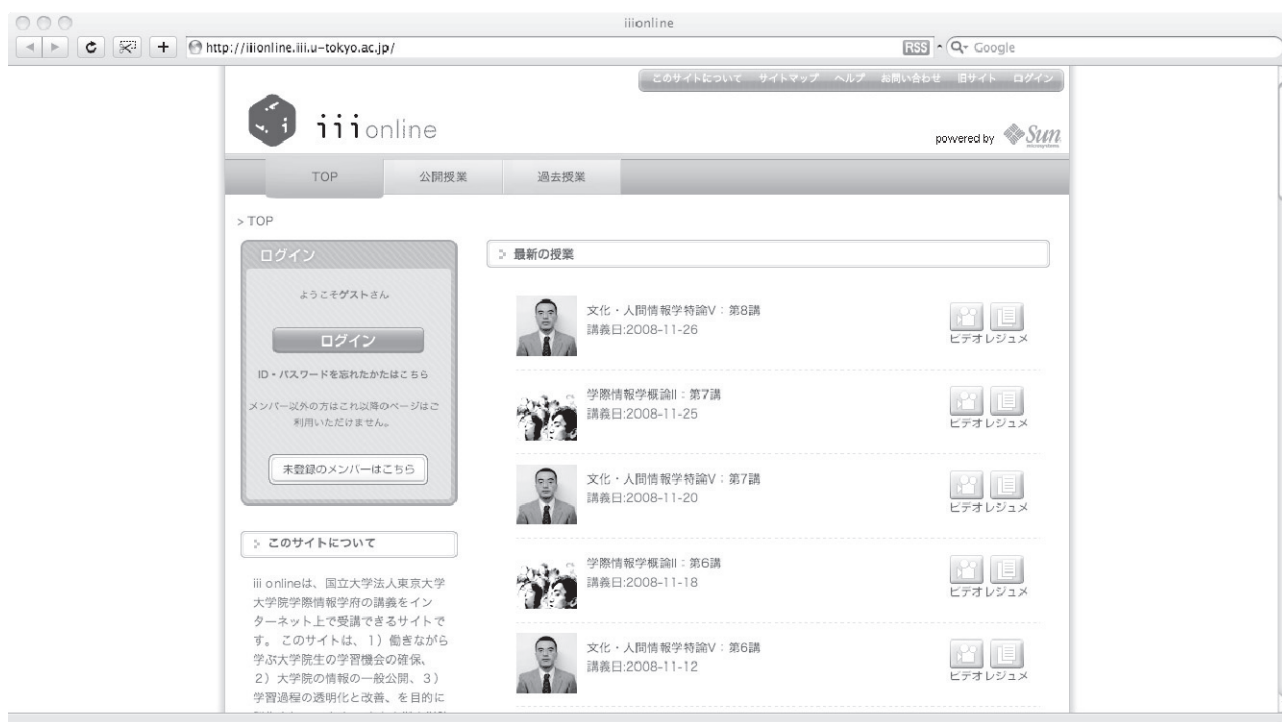 iiionline
http://iiionline.iii.u-tokyo.ac.jp/
RSS
Google
このサイトについて サイトマップ ヘルプ お問い合わせ 旧サイト ログイン
iiionline
powered by Sun
microsystems
TOP 公開授業 過去授業
> TOP
ログイン
ようこそゲストさん
ログイン
ID・パスワードを忘れたかたはこちら
メンバー以外の方はこれ以降のページはご
利用いただけません。
未登録のメンバーはこちら
このサイトについて
iii onlineは、国立大学法人東京大学
大学院学際情報学府の講義をイン
ターネット上で受講できるサイトで
す。 このサイトは、1）働きながら
学ぶ大学院生の学習機会の確保、
2）大学院の情報の一般公開、3）
学習過程の透明化と改善、を目的に
最新の授業
文化・人間情報学特論V：第8講
講義日:2008-11-26
ビデオ レジュメ
学際情報学概論II：第7講
講義日:2008-11-25
ビデオ レジュメ
文化・人間情報学特論V：第7講
講義日:2008-11-20
ビデオ レジュメ
学際情報学概論II：第6講
講義日:2008-11-18
ビデオ レジュメ
文化・人間情報学特論V：第6講
講義日:2008-11-12
ビデオ レジュメ